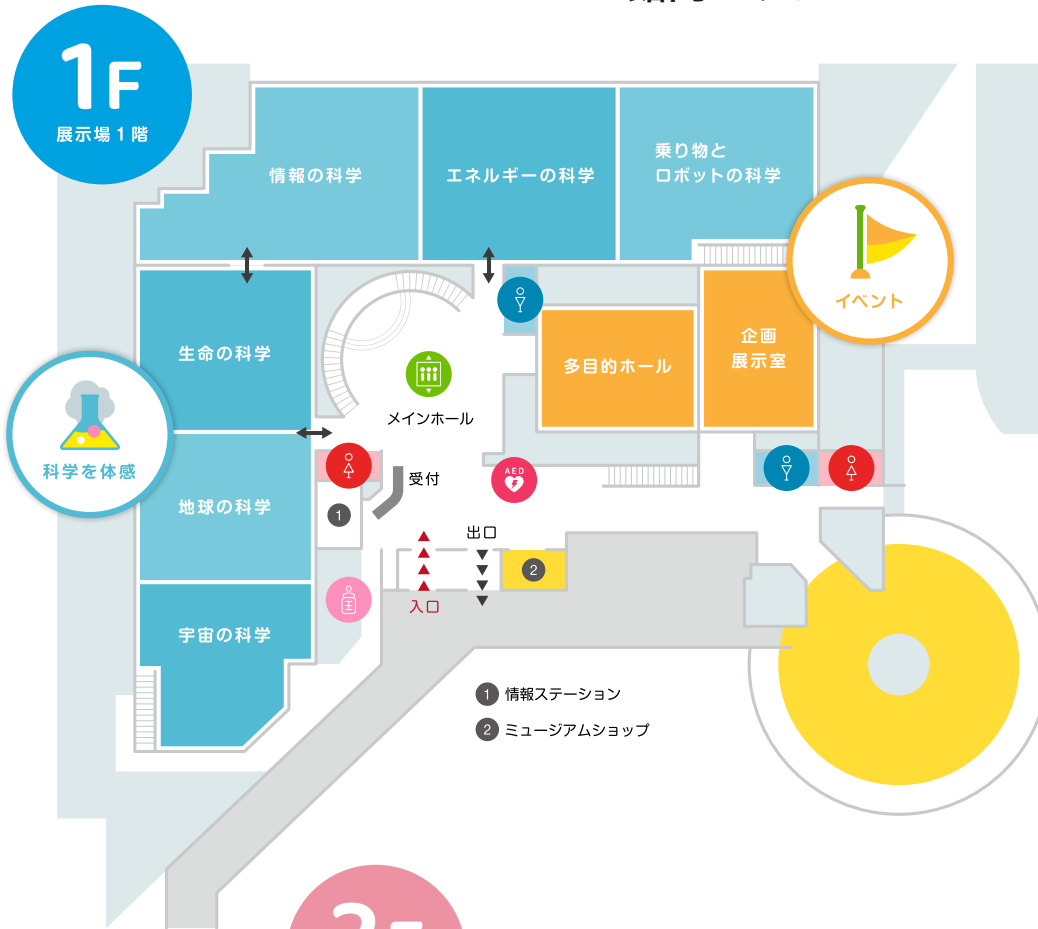 1F
展示場1階
情報の科学
エネルギーの科学
乗り物と
ロボットの科学
イベント
生命の科学
多目的ホール
企画
展示室
メインホール
科学を体感
地球の科学
受付
AED
1
出口
2
入口
宇宙の科学
1 情報ステーション
2 ミュージアムショップ